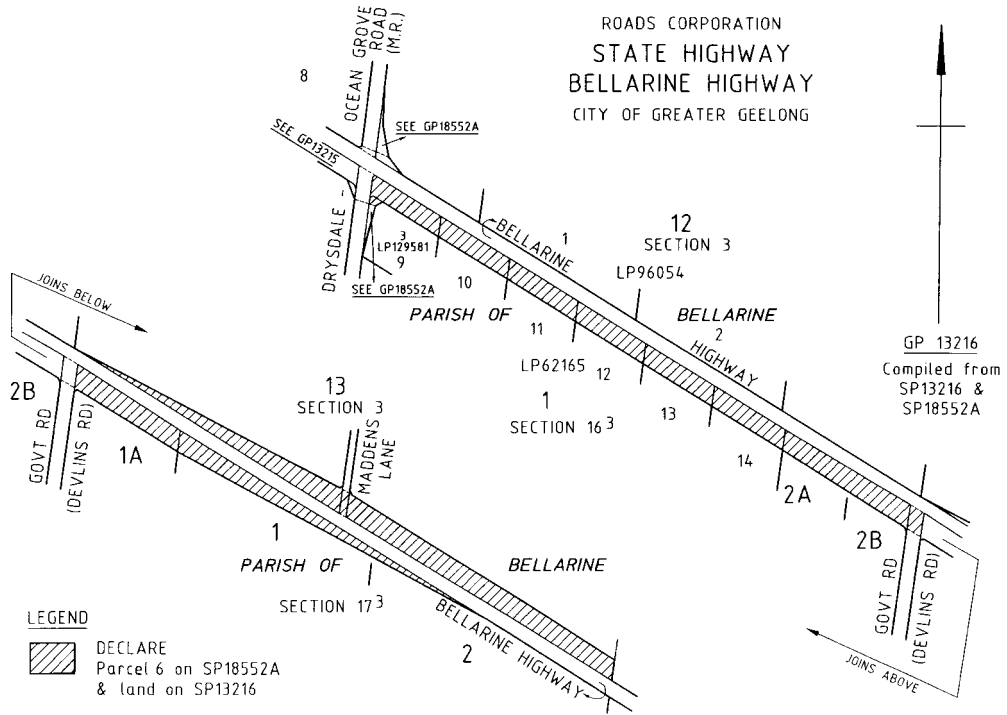 ROADS CORPORATION
STATE HIGHWAY
BELLARINE HIGHWAY
CITY OF GREATER GEELONG
8
OCEAN GROVE
ROAD
(M.R.)
SEE GP13215
SEE GP18552A
DRYSDALE -
3
LP129581
9
SEE GP18552A
BELLARINE
1
12
SECTION 3
LP96054
10
PARISH OF
BELLARINE
2
HIGHWAY
11
LP62165
12
1
SECTION 16 3
13
14
2A
2B
GOVT RD
(DEVLINS RD)
JOINS ABOVE
GP 13216
Compiled from
SP13216 &
SP18552A
JOINS BELOW
2B
GOVT RD
(DEVLINS RD)
1A
13
SECTION 3
MADDENS
LANE
1
PARISH OF
BELLARINE
SECTION 17 3
BELLARINE HIGHWAY
2
LEGEND
DECLARE
Parcel 6 on SP18552A
& land on SP13216